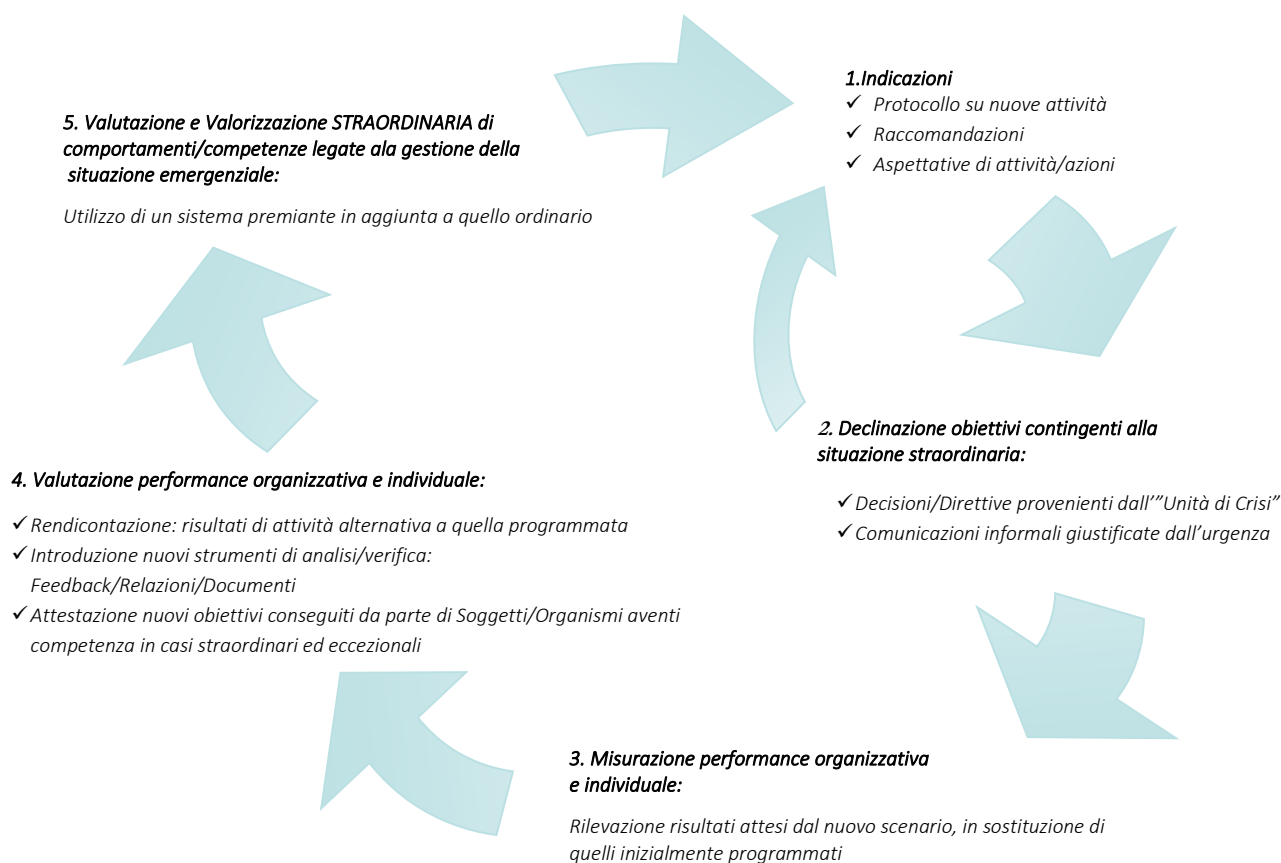 1.Indicazioni
✓ Protocollo su nuove attività
✓ Raccomandazioni
✓ Aspettative di attività/azioni
2. Declinazione obiettivi contingenti alla
situazione straordinaria:
✓ Decisioni/Direttive provenienti dall’”Unità di Crisi”
✓ Comunicazioni informali giustificate dall’urgenza
3. Misurazione performance organizzativa
e individuale:
Rilevazione risultati attesi dal nuovo scenario, in sostituzione di
quelli inizialmente programmati
4. Valutazione performance organizzativa e individuale:
✓ Rendicontazione: risultati di attività alternativa a quella programmata
✓ Introduzione nuovi strumenti di analisi/verifica:
Feedback/Relazioni/Documenti
✓ Attestazione nuovi obiettivi conseguiti da parte di Soggetti/Organismi aventi
competenza in casi straordinari ed eccezionali
5. Valutazione e Valorizzazione STRAORDINARIA di
comportamenti/competenze legate ala gestione della
situazione emergenziale:
Utilizzo di un sistema premiante in aggiunta a quello ordinario